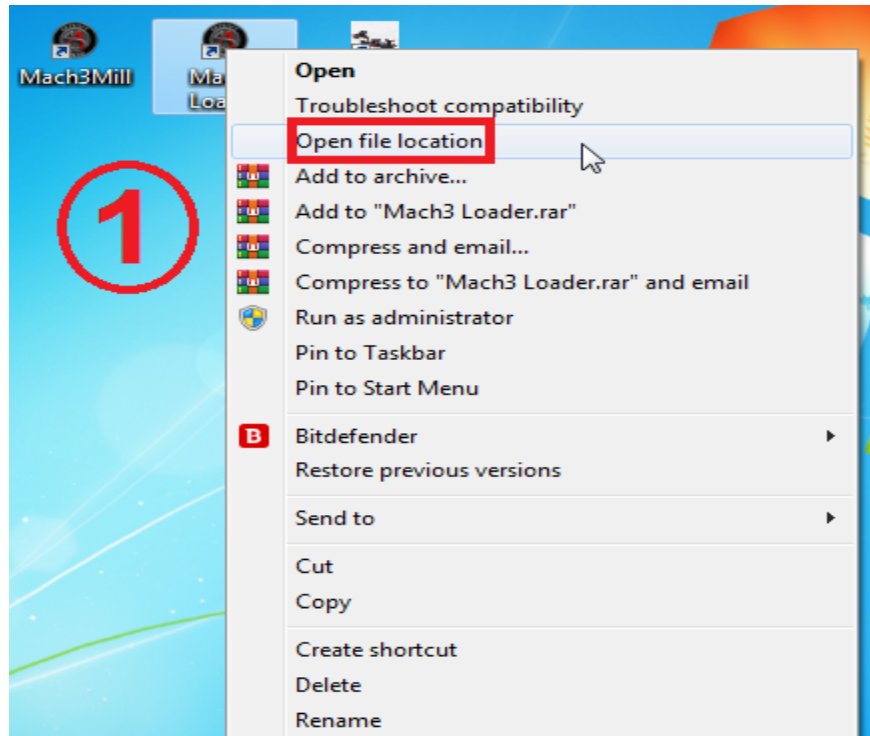 Mach3Mill
Ma
Loa
1
Open
Troubleshoot compatibility
Open file location
Add to archive...
Add to "Mach3 Loader.rar"
Compress and email...
Compress to "Mach3 Loader.rar" and email
Run as administrator
Pin to Taskbar
Pin to Start Menu
B
Bitdefender
Restore previous versions
Send to
Cut
Copy
Create shortcut
Delete
Rename